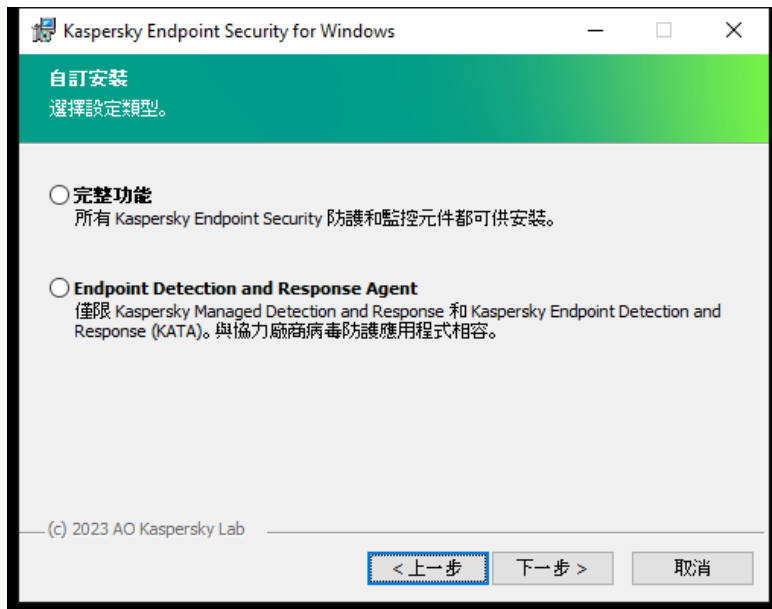 Kaspersky Endpoint Security for Windows
自訂安裝
選擇設定類型。
完整功能
所有 Kaspersky Endpoint Security 防護和監控元件都可供安裝。
Endpoint Detection and Response Agent
僅限 Kaspersky Managed Detection and Response 和 Kaspersky Endpoint Detection and
Response (KATA)。與協力廠商病毒防護應用程式相容。
(c) 2023 AO Kaspersky Lab
<上一步 下一步 > 取消